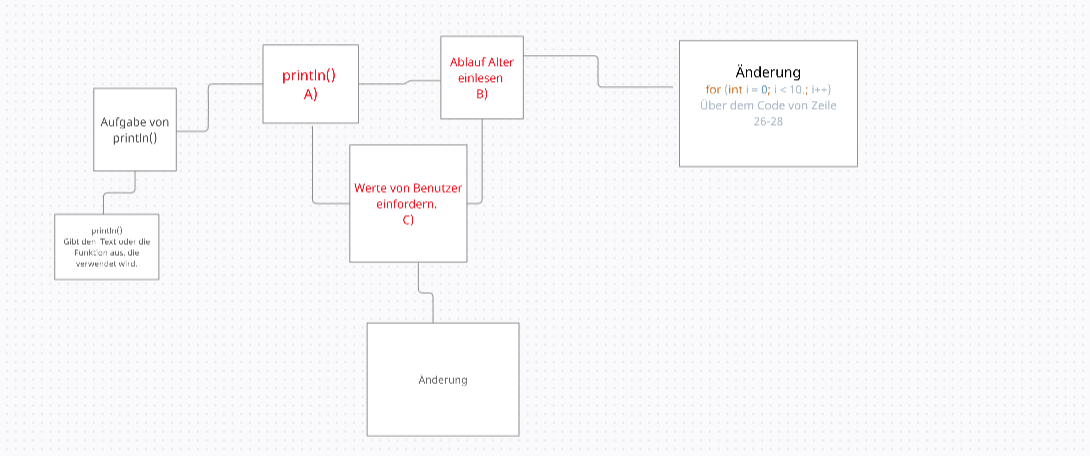 println()
A)
Ablauf Alter
einlesen
B)
Änderung
for (int i = 0; i < 10 ; i++)
Über dem Code von Zeile
26-28
Aufgabe von
println()
Werte von Benutzer
einfordern.
C)
println()
Gibt den Text oder die
Funktion aus, die
verwendet wird.
Änderung